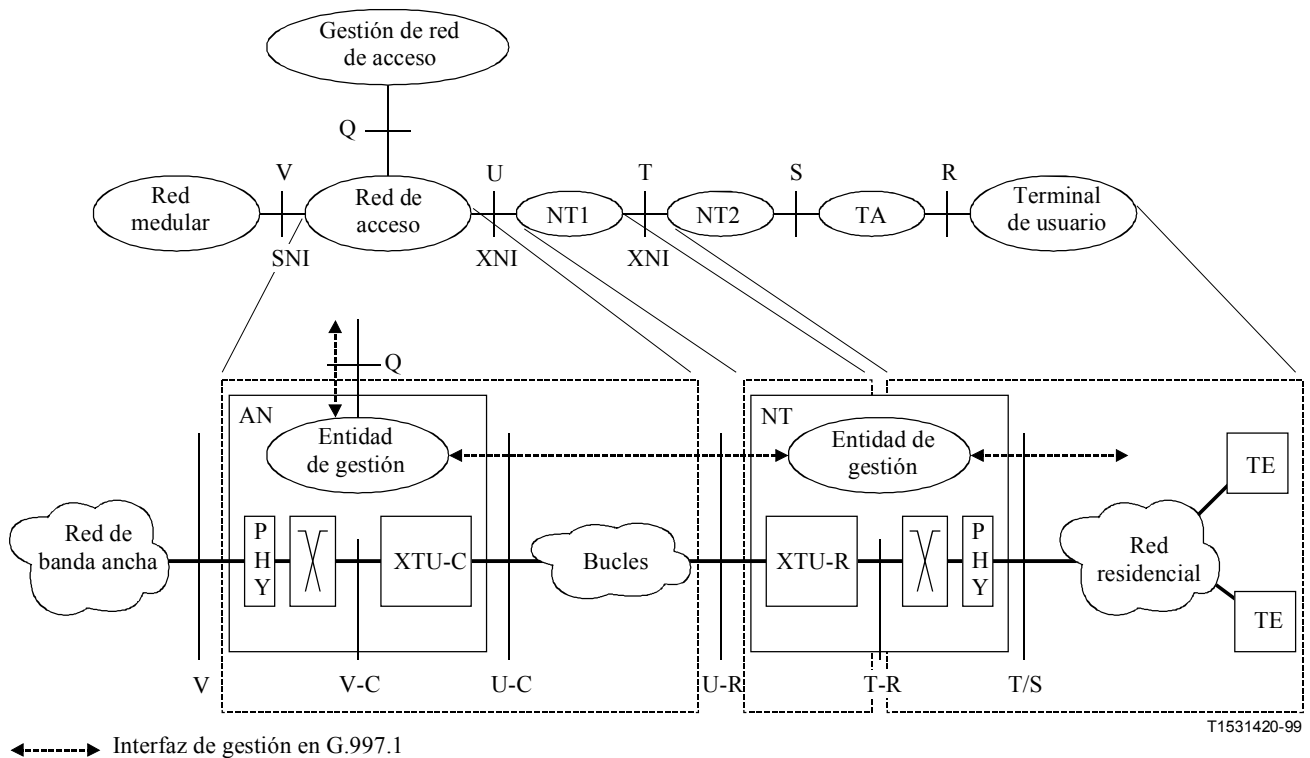 Gestión de red
de acceso
Q
V
U
T
S
R
Red
medular
Red de
acceso
NT1
NT2
TA
Terminal
de usuario
SNI
XNI
XNI
Q
AN
Entidad
de gestión
NT
Entidad de
gestión
TE
Red de
banda ancha
P
H
Y
XTU-C
Bucles
XTU-R
P
H
Y
Red
residencial
TE
V
V-C
U-C
U-R
T-R
T/S
T1531420-99
Interfaz de gestión en G.997.1